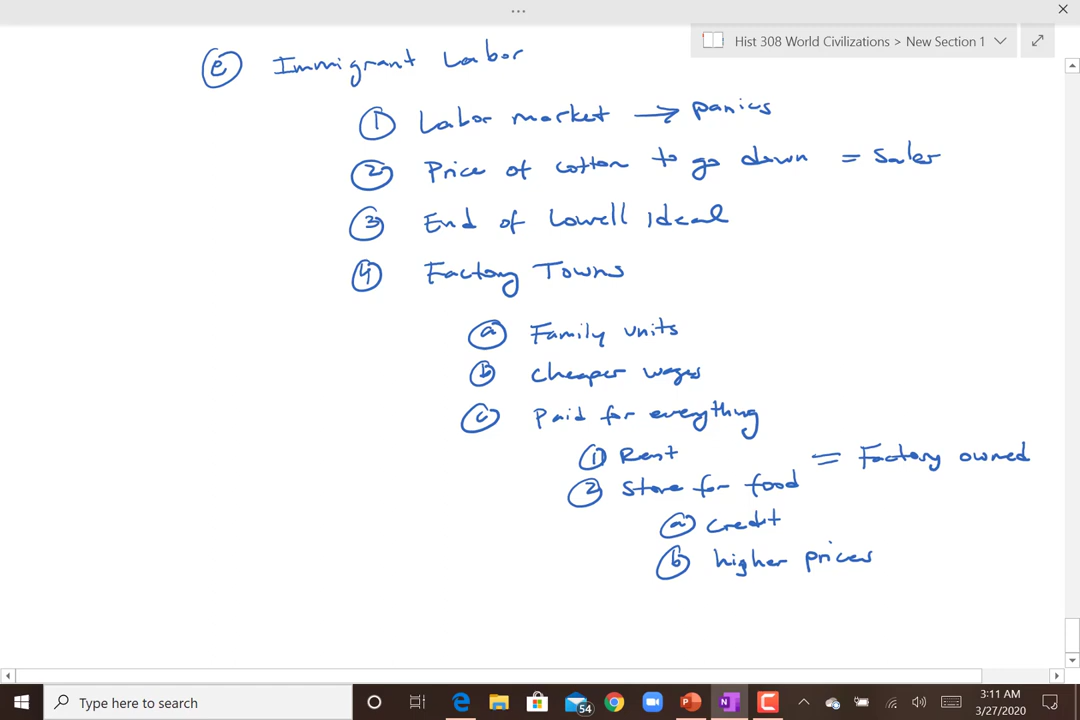 Hist 308 World Civilizations > New Section 1
e Immigrant Labor
1 Labor market → panics
2 Price of cotton to go down =
3 End of Lowell ideal
4 Factory Towns
a Family units
b cheaper wages
c Paid for everything
1 Rent = Factory owned
2 Store for food
a credit
b higher prices
Type here to search
54
3:11 AM
3/27/2020